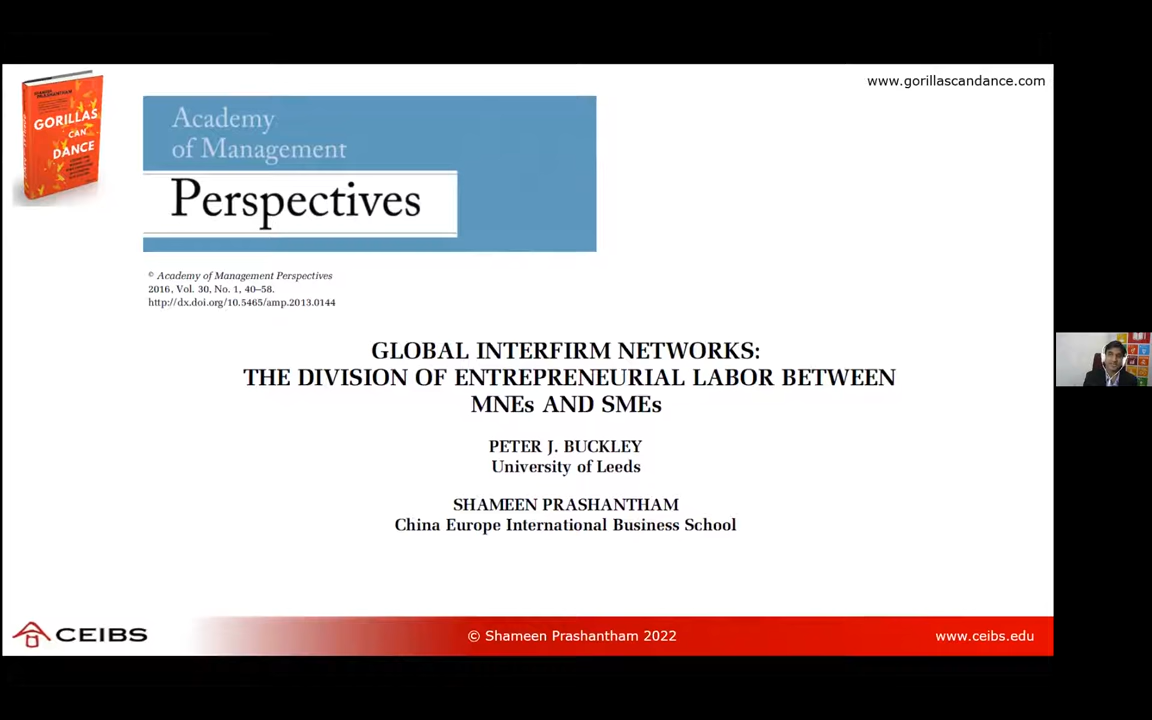 www.gorillascandance.com
GORILLAS
CAN
DANCE
Academy
of Management
Perspectives
© Academy of Management Perspectives
2016, Vol. 30, No. 1, 40–58.
http://dx.doi.org/10.5465/amp.2013.0144
GLOBAL INTERFIRM NETWORKS:
THE DIVISION OF ENTREPRENEURIAL LABOR BETWEEN
MNEs AND SMEs
PETER J. BUCKLEY
University of Leeds
SHAMEEN PRASHANTHAM
China Europe International Business School
CEIBS
© Shameen Prashantham 2022
www.ceibs.edu